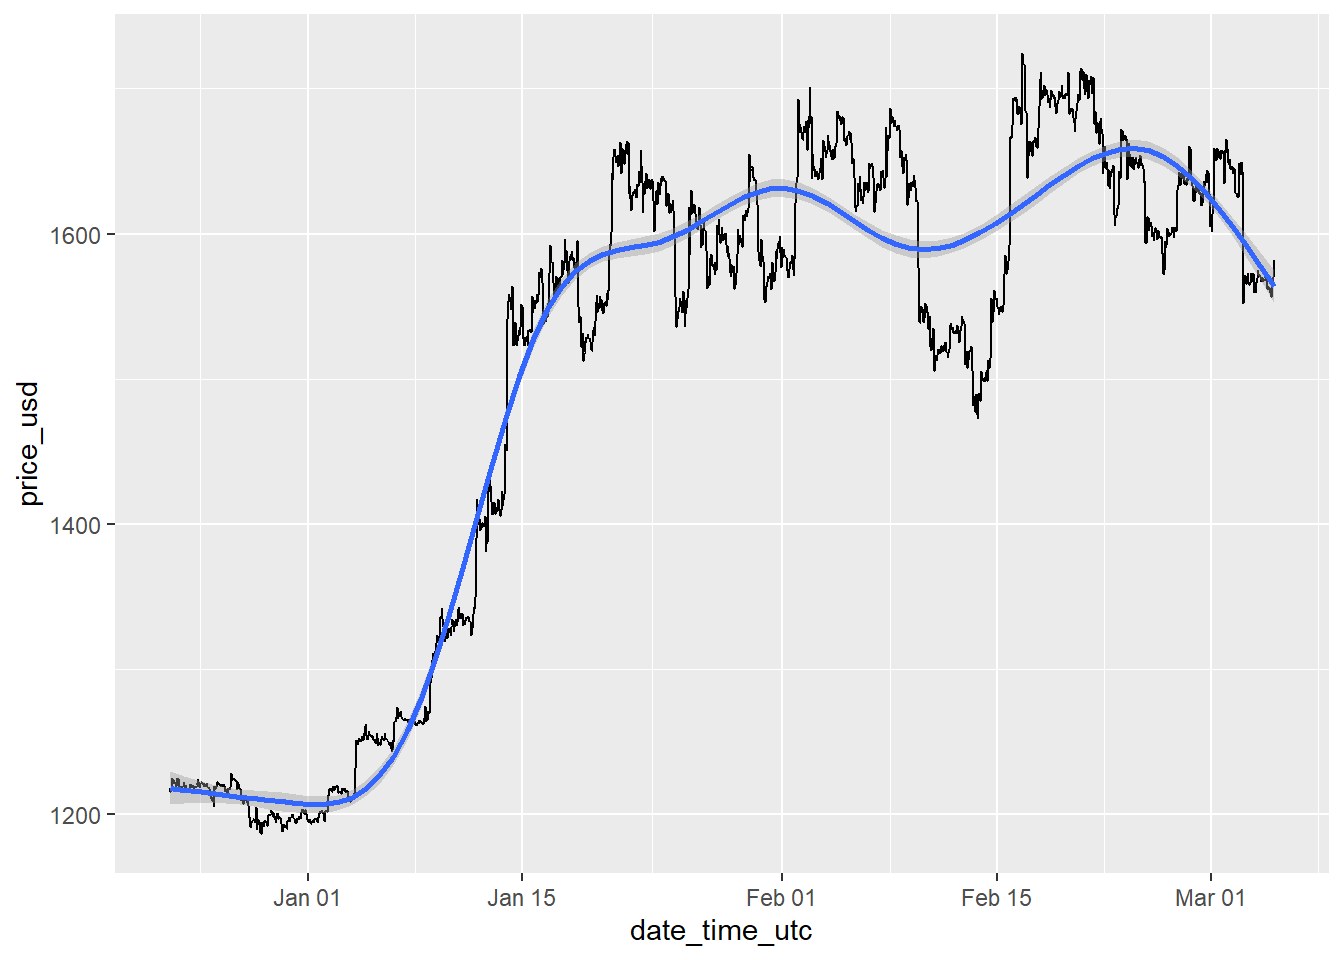 price_usd
1600
1400
1200
Jan 01
Jan 15
Feb 01
Feb 15
Mar 01
date_time_utc